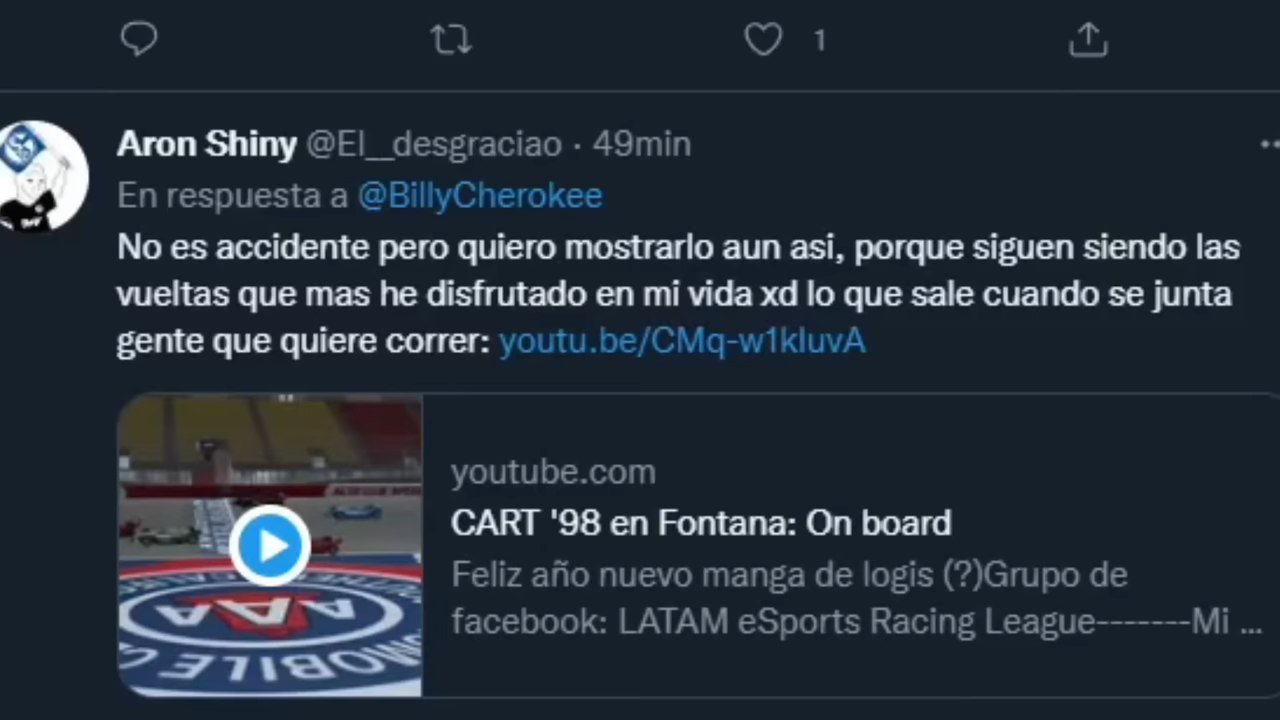 1
Aron Shiny @El__desgraciao · 49min
En respuesta a @BillyCherokee
No es accidente pero quiero mostrarlo aun asi, porque siguen siendo las
vueltas que mas he disfrutado en mi vida xd lo que sale cuando se junta
gente que quiere correr: youtu.be/CMq-w1kluvA
youtube.com
CART '98 en Fontana: On board
Feliz año nuevo manga de logis (?)Grupo de
facebook: LATAM eSports Racing League-------Mi ...
AAA